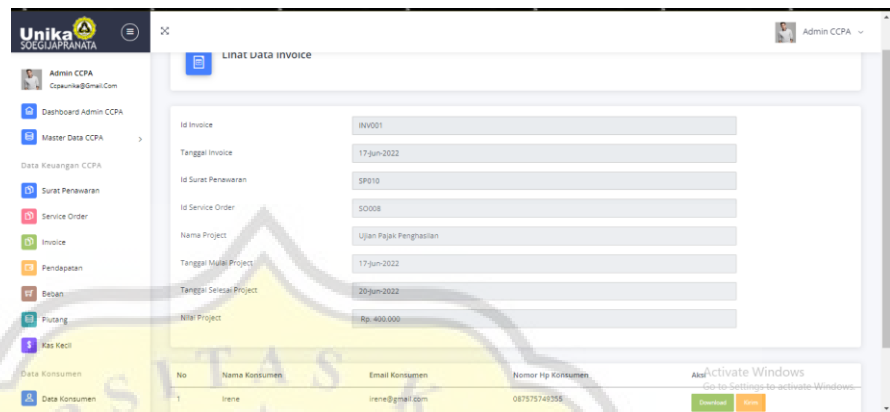 Unika
SOEGIJAPRANATA
Admin CCPA
Admin CCPA
Ccpaunika@Gmail.Com
Dashboard Admin CCPA
Master Data CCPA
Data Keuangan CCPA
Surat Penawaran
Service Order
Invoice
Pendapatan
Beban
Piutang
Kas Kecil
Data Konsumen
Data Konsumen
Lihat Data Invoice
Id Invoice INV001
Tanggal Invoice 17-Jun-2022
Id Surat Penawaran SP010
Id Service Order SO008
Nama Project Ujian Pajak Penghasilan
Tanggal Mulai Project 17-Jun-2022
Tanggal Selesai Project 20-Jun-2022
Nilai Project Rp. 400.000
No Nama Konsumen Email Konsumen Nomor Hp Konsumen Aksi
1 Irene irene@gmail.com 087575749355 Download Kirim
Activate Windows
Go to Settings to activate Windows.